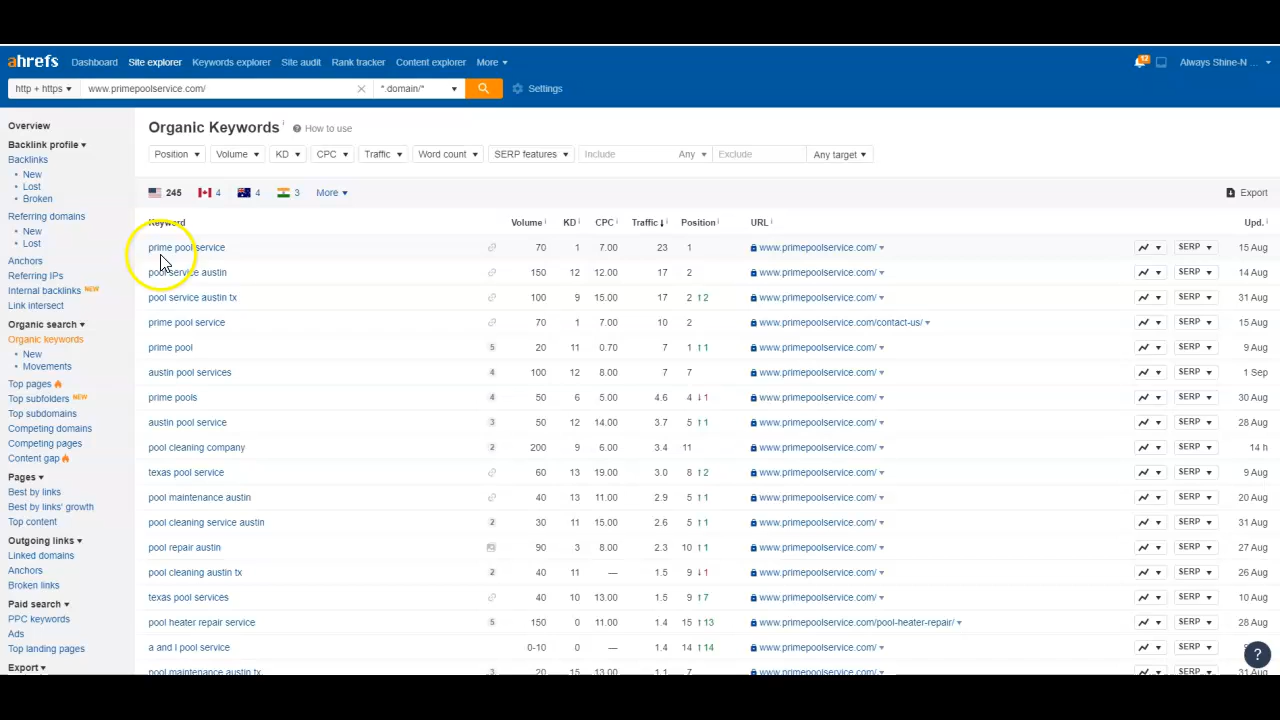 ahrefs Dashboard Site explorer Keywords explorer Site audit Rank tracker Content explorer More 12 Always Shine-N ...
http + https www.primepoolservice.com/ *.domain/* Settings
Overview
Backlink profile
Backlinks
New
Lost
Broken
Referring domains
New
Lost
Anchors
Referring IPs
Internal backlinks NEW
Link intersect
Organic search
Organic keywords
New
Movements
Top pages
Top subfolders NEW
Top subdomains
Competing domains
Competing pages
Content gap
Pages
Best by links
Best by links' growth
Top content
Outgoing links
Linked domains
Anchors
Broken links
Paid search
PPC keywords
Ads
Top landing pages
Export
Organic Keywords i ? How to use
Position Volume KD CPC Traffic Word count SERP features Include Any Exclude Any target
245 4 4 3 More Export
Keyword Volume i KD i CPC i Traffic ↓ i Position i URL i Upd. i
prime pool service 70 1 7.00 23 1 www.primepoolservice.com/ SERP 15 Aug
pool service austin 150 12 12.00 17 2 www.primepoolservice.com/ SERP 14 Aug
pool service austin tx 100 9 15.00 17 2 ↑2 www.primepoolservice.com/ SERP 31 Aug
prime pool service 70 1 7.00 10 2 www.primepoolservice.com/contact-us/ SERP 15 Aug
prime pool 5 20 11 0.70 7 1 ↑1 www.primepoolservice.com/ SERP 9 Aug
austin pool services 4 100 12 8.00 7 7 www.primepoolservice.com/ SERP 1 Sep
prime pools 4 50 6 5.00 4.6 4 ↓1 www.primepoolservice.com/ SERP 30 Aug
austin pool service 3 50 12 14.00 3.7 5 ↑1 www.primepoolservice.com/ SERP 28 Aug
pool cleaning company 2 200 9 6.00 3.4 11 www.primepoolservice.com/ SERP 14 h
texas pool service 60 13 19.00 3.0 8 ↑2 www.primepoolservice.com/ SERP 9 Aug
pool maintenance austin 40 13 11.00 2.9 5 ↑1 www.primepoolservice.com/ SERP 20 Aug
pool cleaning service austin 2 30 11 15.00 2.6 5 ↑1 www.primepoolservice.com/ SERP 31 Aug
pool repair austin 90 3 8.00 2.3 10 ↑1 www.primepoolservice.com/ SERP 27 Aug
pool cleaning austin tx 2 40 11 — 1.5 9 ↓1 www.primepoolservice.com/ SERP 26 Aug
texas pool services 40 10 13.00 1.5 9 ↑7 www.primepoolservice.com/ SERP 10 Aug
pool heater repair service 5 150 0 11.00 1.4 15 ↑13 www.primepoolservice.com/pool-heater-repair/ SERP 28 Aug
a and l pool service 0-10 0 — 1.4 14 ↑14 www.primepoolservice.com/ SERP
pool maintenance austin tx 3 20 15 13.00 1.1 7 www.primepoolservice.com/ SERP 31 Aug
?